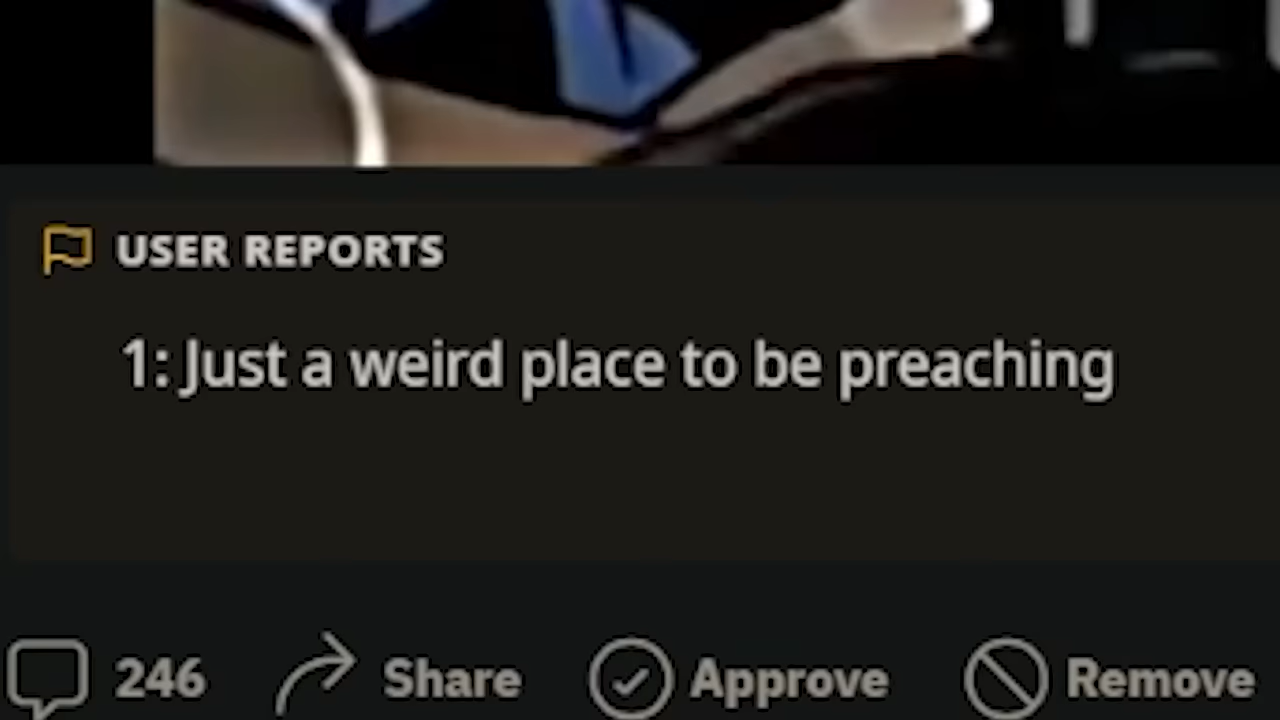 USER REPORTS
1: Just a weird place to be preaching
246 Share Approve Remove